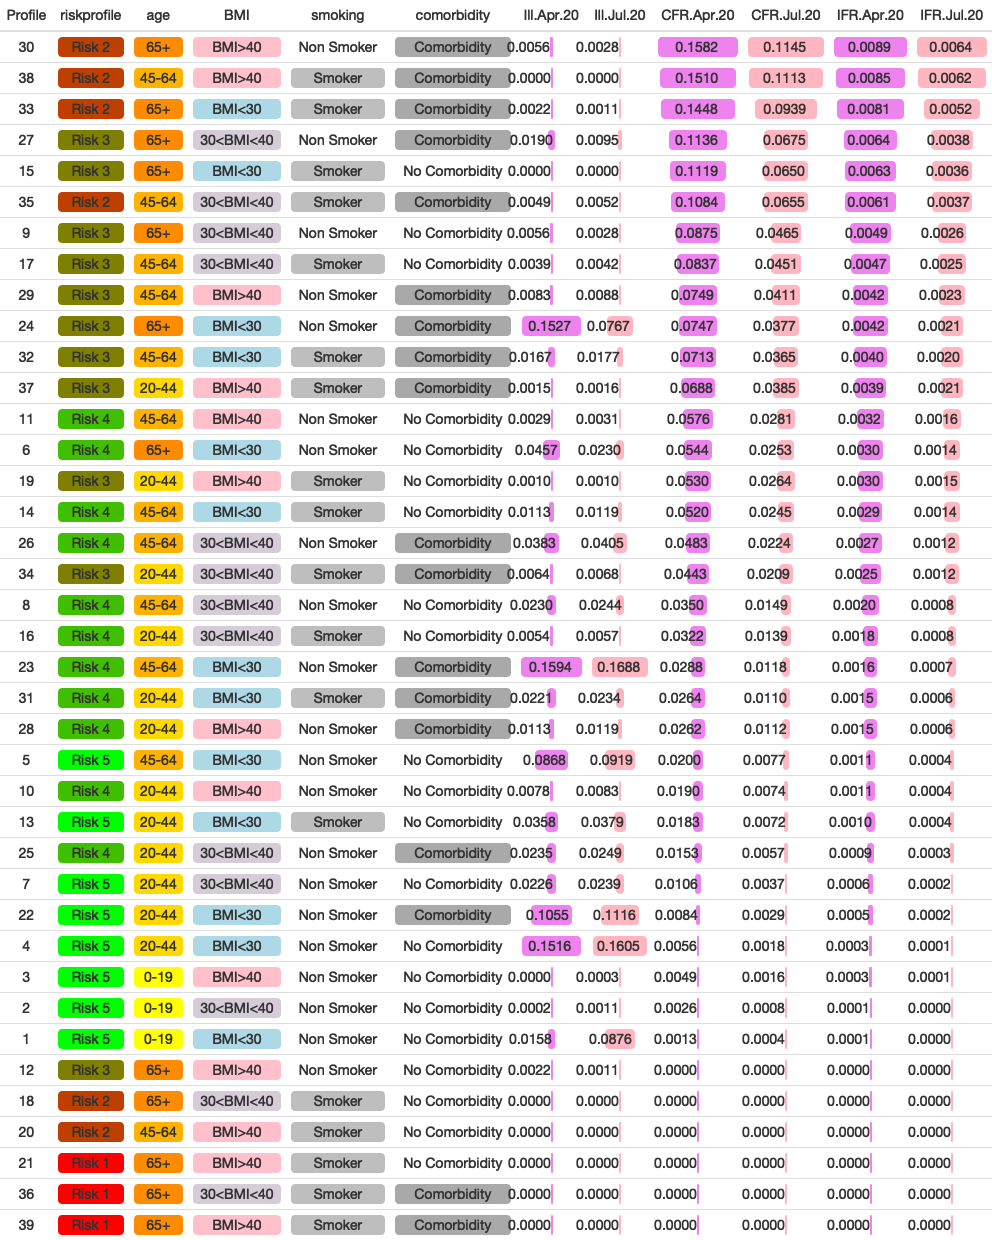 Profile riskprofile age BMI smoking comorbidity Ill.Apr.20 Ill.Jul.20 CFR.Apr.20 CFR.Jul.20 IFR.Apr.20 IFR.Jul.20
30 Risk 2 65+ BMI>40 Non Smoker Comorbidity 0.0056 0.0028 0.1582 0.1145 0.0089 0.0064
38 Risk 2 45-64 BMI>40 Smoker Comorbidity 0.0000 0.0000 0.1510 0.1113 0.0085 0.0062
33 Risk 2 65+ BMI<30 Smoker Comorbidity 0.0022 0.0011 0.1448 0.0939 0.0081 0.0052
27 Risk 3 65+ 30<BMI<40 Non Smoker Comorbidity 0.0190 0.0095 0.1136 0.0675 0.0064 0.0038
15 Risk 3 65+ BMI<30 Smoker No Comorbidity 0.0000 0.0000 0.1119 0.0650 0.0063 0.0036
35 Risk 2 45-64 30<BMI<40 Smoker Comorbidity 0.0049 0.0052 0.1084 0.0655 0.0061 0.0037
9 Risk 3 65+ 30<BMI<40 Non Smoker No Comorbidity 0.0056 0.0028 0.0875 0.0465 0.0049 0.0026
17 Risk 3 45-64 30<BMI<40 Smoker No Comorbidity 0.0039 0.0042 0.0837 0.0451 0.0047 0.0025
29 Risk 3 45-64 BMI>40 Non Smoker Comorbidity 0.0083 0.0088 0.0749 0.0411 0.0042 0.0023
24 Risk 3 65+ BMI<30 Non Smoker Comorbidity 0.1527 0.0767 0.0747 0.0377 0.0042 0.0021
32 Risk 3 45-64 BMI<30 Smoker Comorbidity 0.0167 0.0177 0.0713 0.0365 0.0040 0.0020
37 Risk 3 20-44 BMI>40 Smoker Comorbidity 0.0015 0.0016 0.0688 0.0385 0.0039 0.0021
11 Risk 4 45-64 BMI>40 Non Smoker No Comorbidity 0.0029 0.0031 0.0576 0.0281 0.0032 0.0016
6 Risk 4 65+ BMI<30 Non Smoker No Comorbidity 0.0457 0.0230 0.0544 0.0253 0.0030 0.0014
19 Risk 3 20-44 BMI>40 Smoker No Comorbidity 0.0010 0.0010 0.0530 0.0264 0.0030 0.0015
14 Risk 4 45-64 BMI<30 Smoker No Comorbidity 0.0113 0.0119 0.0520 0.0245 0.0029 0.0014
26 Risk 4 45-64 30<BMI<40 Non Smoker Comorbidity 0.0383 0.0405 0.0483 0.0224 0.0027 0.0012
34 Risk 3 20-44 30<BMI<40 Smoker Comorbidity 0.0064 0.0068 0.0443 0.0209 0.0025 0.0012
8 Risk 4 45-64 30<BMI<40 Non Smoker No Comorbidity 0.0230 0.0244 0.0350 0.0149 0.0020 0.0008
16 Risk 4 20-44 30<BMI<40 Smoker No Comorbidity 0.0054 0.0057 0.0322 0.0139 0.0018 0.0008
23 Risk 4 45-64 BMI<30 Non Smoker Comorbidity 0.1594 0.1688 0.0288 0.0118 0.0016 0.0007
31 Risk 4 20-44 BMI<30 Smoker Comorbidity 0.0221 0.0234 0.0264 0.0110 0.0015 0.0006
28 Risk 4 20-44 BMI>40 Non Smoker Comorbidity 0.0113 0.0119 0.0262 0.0112 0.0015 0.0006
5 Risk 5 45-64 BMI<30 Non Smoker No Comorbidity 0.0868 0.0919 0.0200 0.0077 0.0011 0.0004
10 Risk 4 20-44 BMI>40 Non Smoker No Comorbidity 0.0078 0.0083 0.0190 0.0074 0.0011 0.0004
13 Risk 5 20-44 BMI<30 Smoker No Comorbidity 0.0358 0.0379 0.0183 0.0072 0.0010 0.0004
25 Risk 4 20-44 30<BMI<40 Non Smoker Comorbidity 0.0235 0.0249 0.0153 0.0057 0.0009 0.0003
7 Risk 5 20-44 30<BMI<40 Non Smoker No Comorbidity 0.0226 0.0239 0.0106 0.0037 0.0006 0.0002
22 Risk 5 20-44 BMI<30 Non Smoker Comorbidity 0.1055 0.1116 0.0084 0.0029 0.0005 0.0002
4 Risk 5 20-44 BMI<30 Non Smoker No Comorbidity 0.1516 0.1605 0.0056 0.0018 0.0003 0.0001
3 Risk 5 0-19 BMI>40 Non Smoker No Comorbidity 0.0000 0.0003 0.0049 0.0016 0.0003 0.0001
2 Risk 5 0-19 30<BMI<40 Non Smoker No Comorbidity 0.0002 0.0011 0.0026 0.0008 0.0001 0.0000
1 Risk 5 0-19 BMI<30 Non Smoker No Comorbidity 0.0158 0.0876 0.0013 0.0004 0.0001 0.0000
12 Risk 3 65+ BMI>40 Non Smoker No Comorbidity 0.0022 0.0011 0.0000 0.0000 0.0000 0.0000
18 Risk 2 65+ 30<BMI<40 Smoker No Comorbidity 0.0000 0.0000 0.0000 0.0000 0.0000 0.0000
20 Risk 2 45-64 BMI>40 Smoker No Comorbidity 0.0000 0.0000 0.0000 0.0000 0.0000 0.0000
21 Risk 1 65+ BMI>40 Smoker No Comorbidity 0.0000 0.0000 0.0000 0.0000 0.0000 0.0000
36 Risk 1 65+ 30<BMI<40 Smoker Comorbidity 0.0000 0.0000 0.0000 0.0000 0.0000 0.0000
39 Risk 1 65+ BMI>40 Smoker Comorbidity 0.0000 0.0000 0.0000 0.0000 0.0000 0.0000